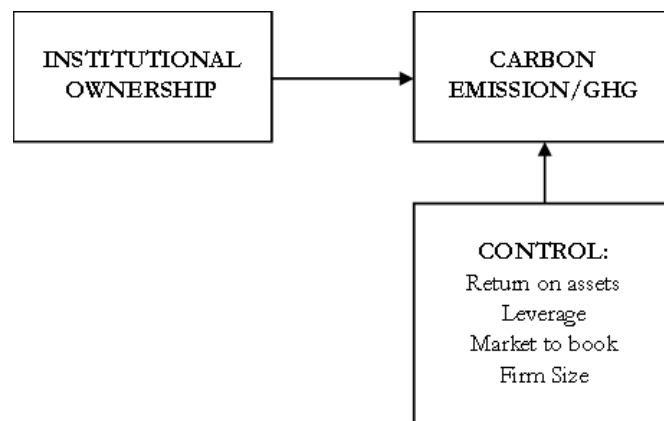 INSTITUTIONAL
OWNERSHIP
CARBON
EMISSION/GHG
CONTROL:
Return on assets
Leverage
Market to book
Firm Size